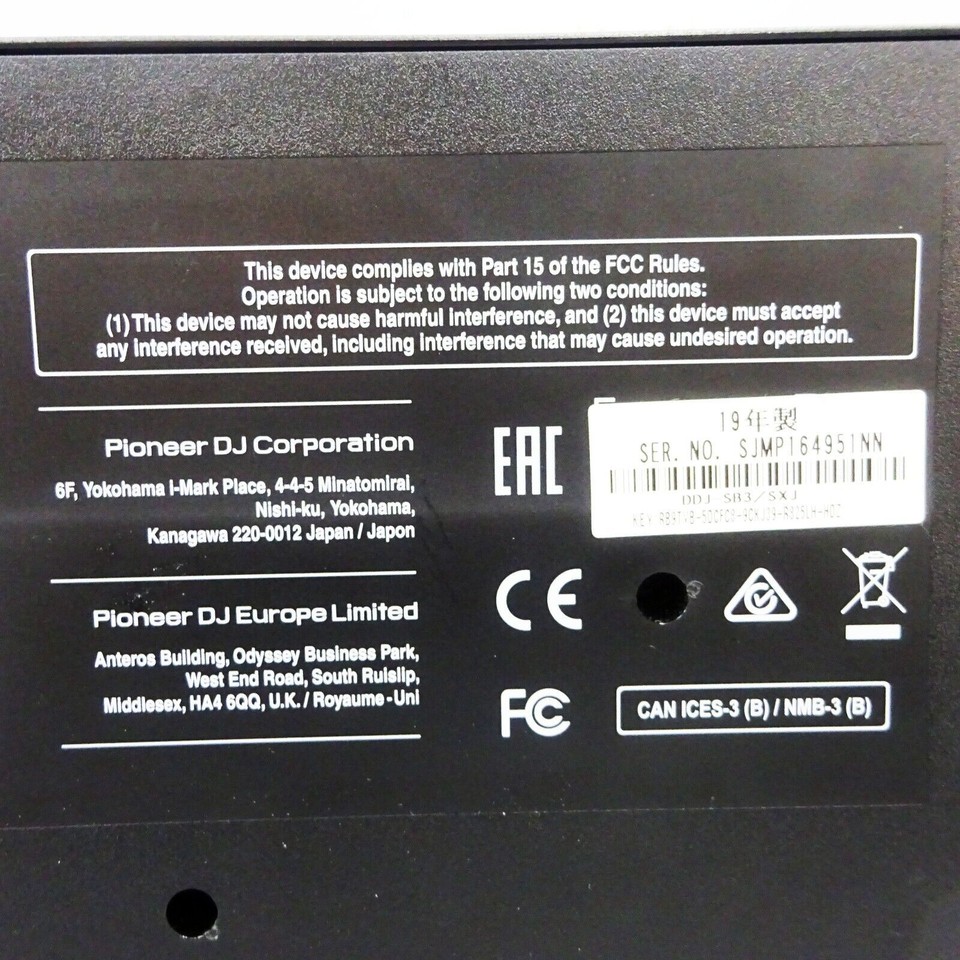 This device complies with Part 15 of the FCC Rules.
Operation is subject to the following two conditions:
(1) This device may not cause harmful interference, and (2) this device must accept
any interference received, including interference that may cause undesired operation.
Pioneer DJ Corporation
6F, Yokohama i-Mark Place, 4-4-5 Minatomirai,
Nishi-ku, Yokohama,
Kanagawa 220-0012 Japan / Japon
Pioneer DJ Europe Limited
Anteros Building, Odyssey Business Park,
West End Road, South Ruislip,
Middlesex, HA4 6QQ, U.K. / Royaume-Uni
EAC
19年製
SER. NO. SJMP164951NN
DDJ-SB3/SXJ
KEY
CE
FC
CAN ICES-3 (B) / NMB-3 (B)